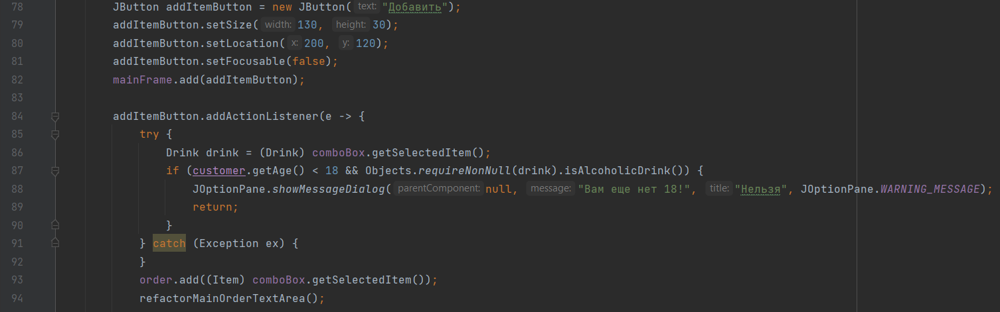 78 JButton addItemButton = new JButton( text: "Добавить");
79 addItemButton.setSize( width: 130, height: 30);
80 addItemButton.setLocation( x: 200, y: 120);
81 addItemButton.setFocusable(false);
82 mainFrame.add(addItemButton);
83
84 addItemButton.addActionListener(e -> {
85 try {
86 Drink drink = (Drink) comboBox.getSelectedItem();
87 if (customer.getAge() < 18 && Objects.requireNonNull(drink).isAlcoholicDrink()) {
88 JOptionPane.showMessageDialog( parentComponent: null, message: "Вам еще нет 18!", title: "Нельзя", JOptionPane.WARNING_MESSAGE);
89 return;
90 }
91 } catch (Exception ex) {
92 }
93 order.add((Item) comboBox.getSelectedItem());
94 refactorMainOrderTextArea();